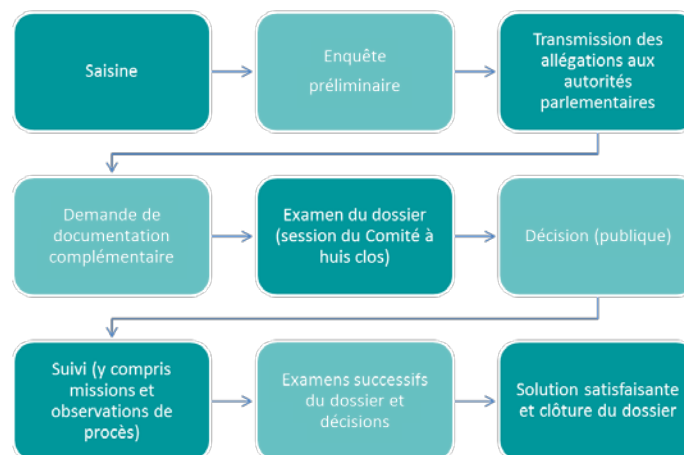 Saisine
Enquête
préliminaire
Transmission des
allégations aux
autorités
parlementaires
Demande de
documentation
complémentaire
Examen du dossier
(session du Comité à
huis clos)
Décision (publique)
Suivi (y compris
missions et
observations de
procès)
Examens successifs
du dossier et
décisions
Solution satisfaisante
et clôture du dossier